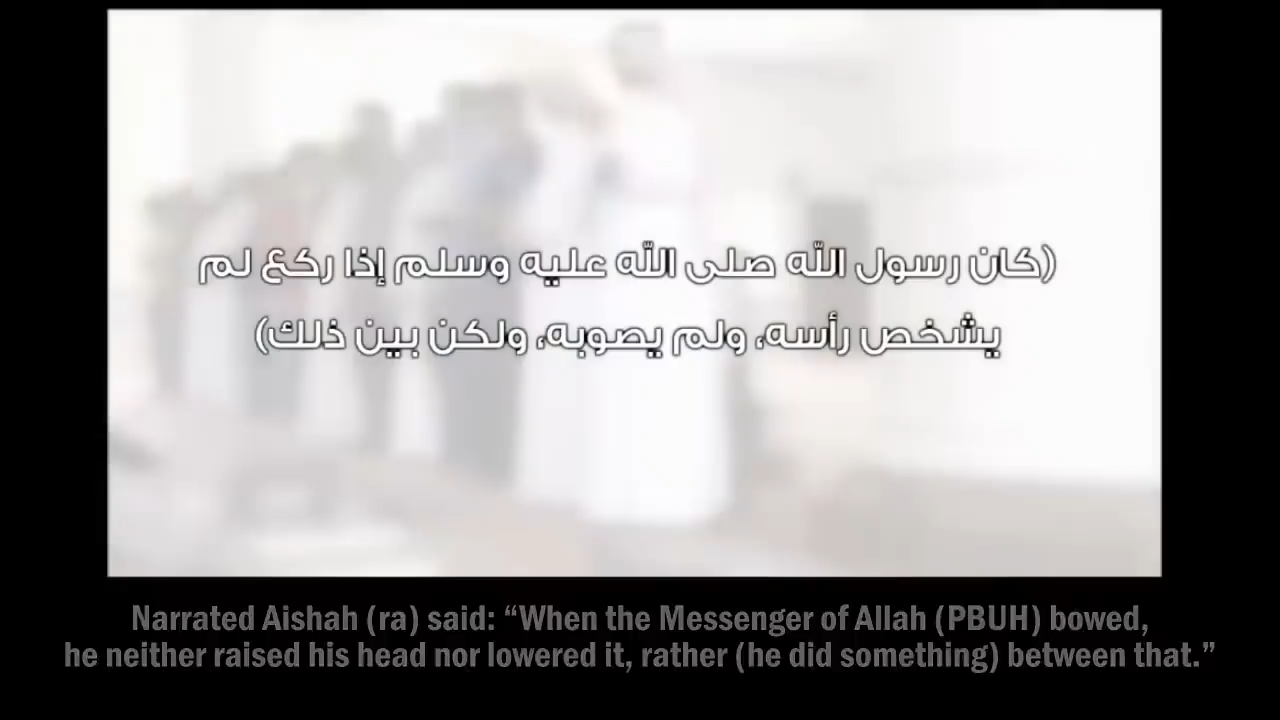 (كان رسول الله صلى الله عليه وسلم إذا ركع لم
يشخص رأسه، ولم يصوبه، ولكن بين ذلك)
Narrated Aishah (ra) said: “When the Messenger of Allah (PBUH) bowed,
he neither raised his head nor lowered it, rather (he did something) between that.”